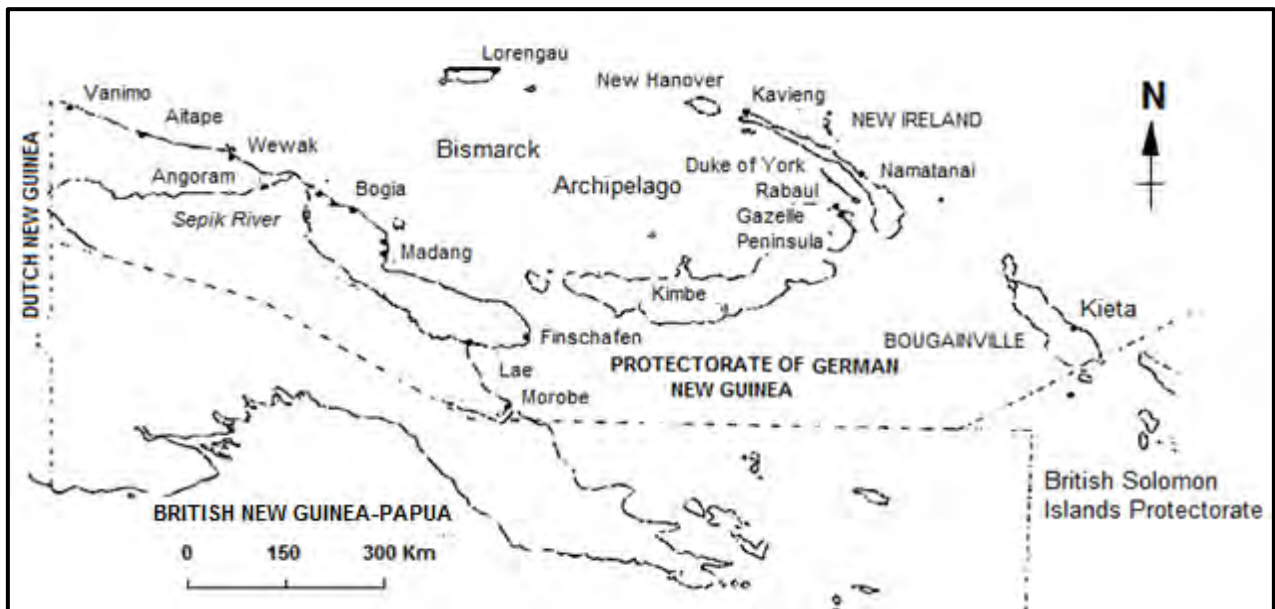 Lorengau
New Hanover
Kavieng
N
Vanimo
Aitape
NEW IRELAND
Wewak
Bismarck
Duke of York
Namatanai
Angoram
Bogia
Archipelago
Rabaul
Sepik River
Gazelle
Peninsula
DUTCH NEW GUINEA
Madang
Kimbe
Kieta
Finschafen
BOUGAINVILLE
PROTECTORATE OF GERMAN
NEW GUINEA
Lae
Morobe
British Solomon
Islands Protectorate
BRITISH NEW GUINEA-PAPUA
0 150 300 Km